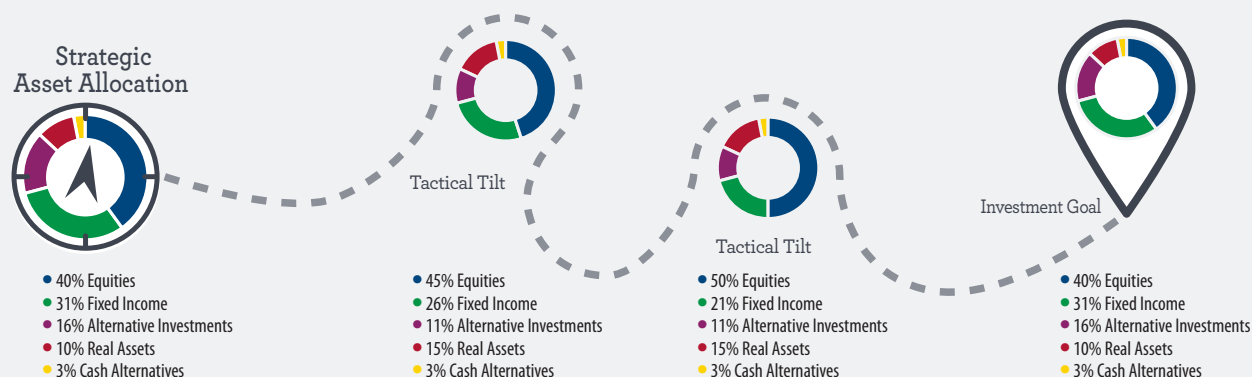 Strategic
Asset Allocation
40% Equities
31% Fixed Income
16% Alternative Investments
10% Real Assets
3% Cash Alternatives
Tactical Tilt
45% Equities
26% Fixed Income
11% Alternative Investments
15% Real Assets
3% Cash Alternatives
Tactical Tilt
50% Equities
21% Fixed Income
11% Alternative Investments
15% Real Assets
3% Cash Alternatives
Investment Goal
40% Equities
31% Fixed Income
16% Alternative Investments
10% Real Assets
3% Cash Alternatives